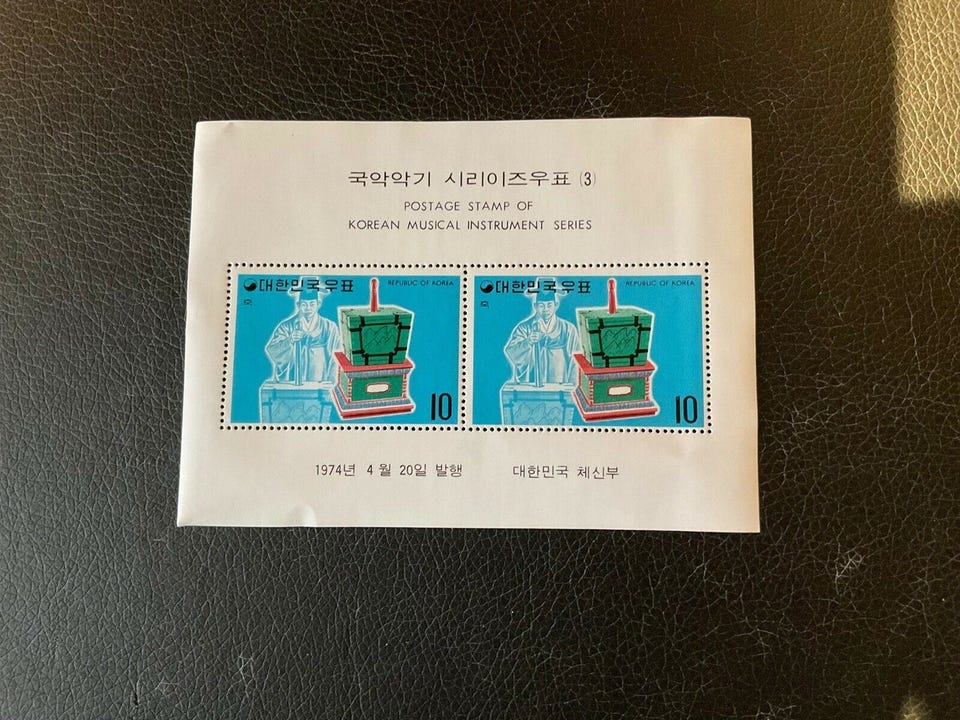 국악악기 시리이즈우표 (3)
POSTAGE STAMP OF
KOREAN MUSICAL INSTRUMENT SERIES
대한민국우표 REPUBLIC OF KOREA
10
대한민국우표 REPUBLIC OF KOREA
10
1974년 4월 20일 발행 대한민국 체신부